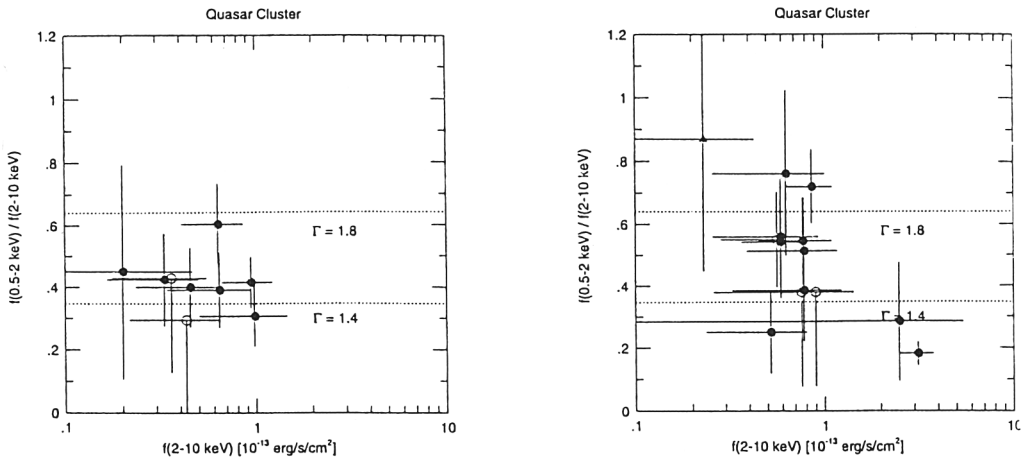 Quasar Cluster
1.2
1
.8
.6
.4
.2
0
f(0.5-2 keV) / f(2-10 keV)
Γ = 1.8
Γ = 1.4
.1
1
10
f(2-10 keV) [10⁻¹³ erg/s/cm²]
Quasar Cluster
1.2
1
.8
.6
.4
.2
0
f(0.5-2 keV) / f(2-10 keV)
Γ = 1.8
Γ = 1.4
.1
1
10
f(2-10 keV) [10⁻¹³ erg/s/cm²]